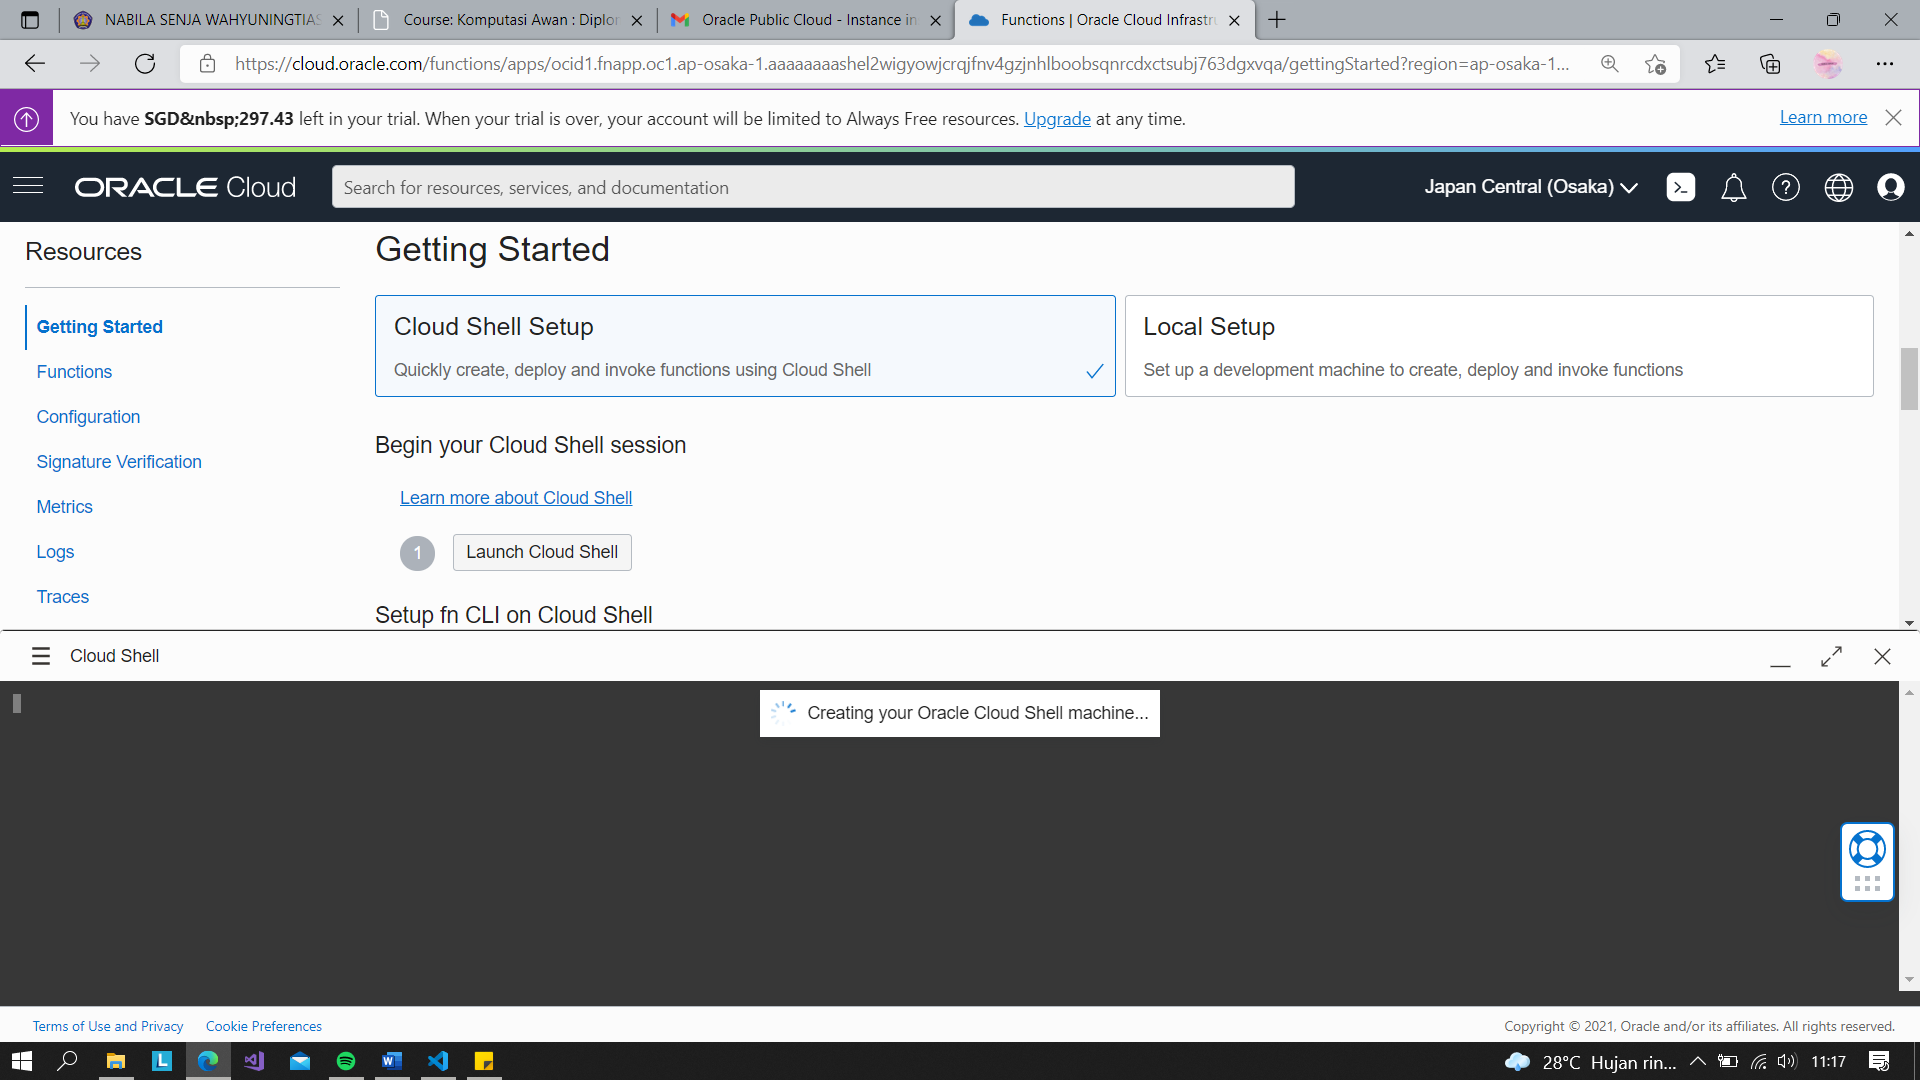 NABILA SENJA WAHYUNINGTIAS
Course: Komputasi Awan : Diplon
Oracle Public Cloud - Instance in
Functions | Oracle Cloud Infrastru
https://cloud.oracle.com/functions/apps/ocid1.fnapp.oc1.ap-osaka-1.aaaaaaaashel2wigyowjcrqjfnv4gzjnhlboobsqnrcdxctsubj763dgxvqa/gettingStarted?region=ap-osaka-1...
You have SGD&nbsp;297.43 left in your trial. When your trial is over, your account will be limited to Always Free resources. Upgrade at any time.
Learn more
ORACLE Cloud
Search for resources, services, and documentation
Japan Central (Osaka)
Resources
Getting Started
Functions
Configuration
Signature Verification
Metrics
Logs
Traces
Getting Started
Cloud Shell Setup
Quickly create, deploy and invoke functions using Cloud Shell
Local Setup
Set up a development machine to create, deploy and invoke functions
Begin your Cloud Shell session
Learn more about Cloud Shell
1 Launch Cloud Shell
Setup fn CLI on Cloud Shell
Cloud Shell
Creating your Oracle Cloud Shell machine...
Terms of Use and Privacy
Cookie Preferences
Copyright © 2021, Oracle and/or its affiliates. All rights reserved.
28°C Hujan rin...
11:17